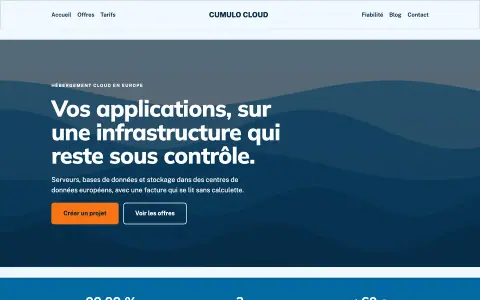 Accueil Offres Tarifs CUMULO CLOUD Fiabilité Blog Contact
HÉBERGEMENT CLOUD EN EUROPE
Vos applications, sur
une infrastructure qui
reste sous contrôle.
Serveurs, bases de données et stockage dans des centres de
données européens, avec une facture qui se lit sans calculette.
Créer un projet Voir les offres